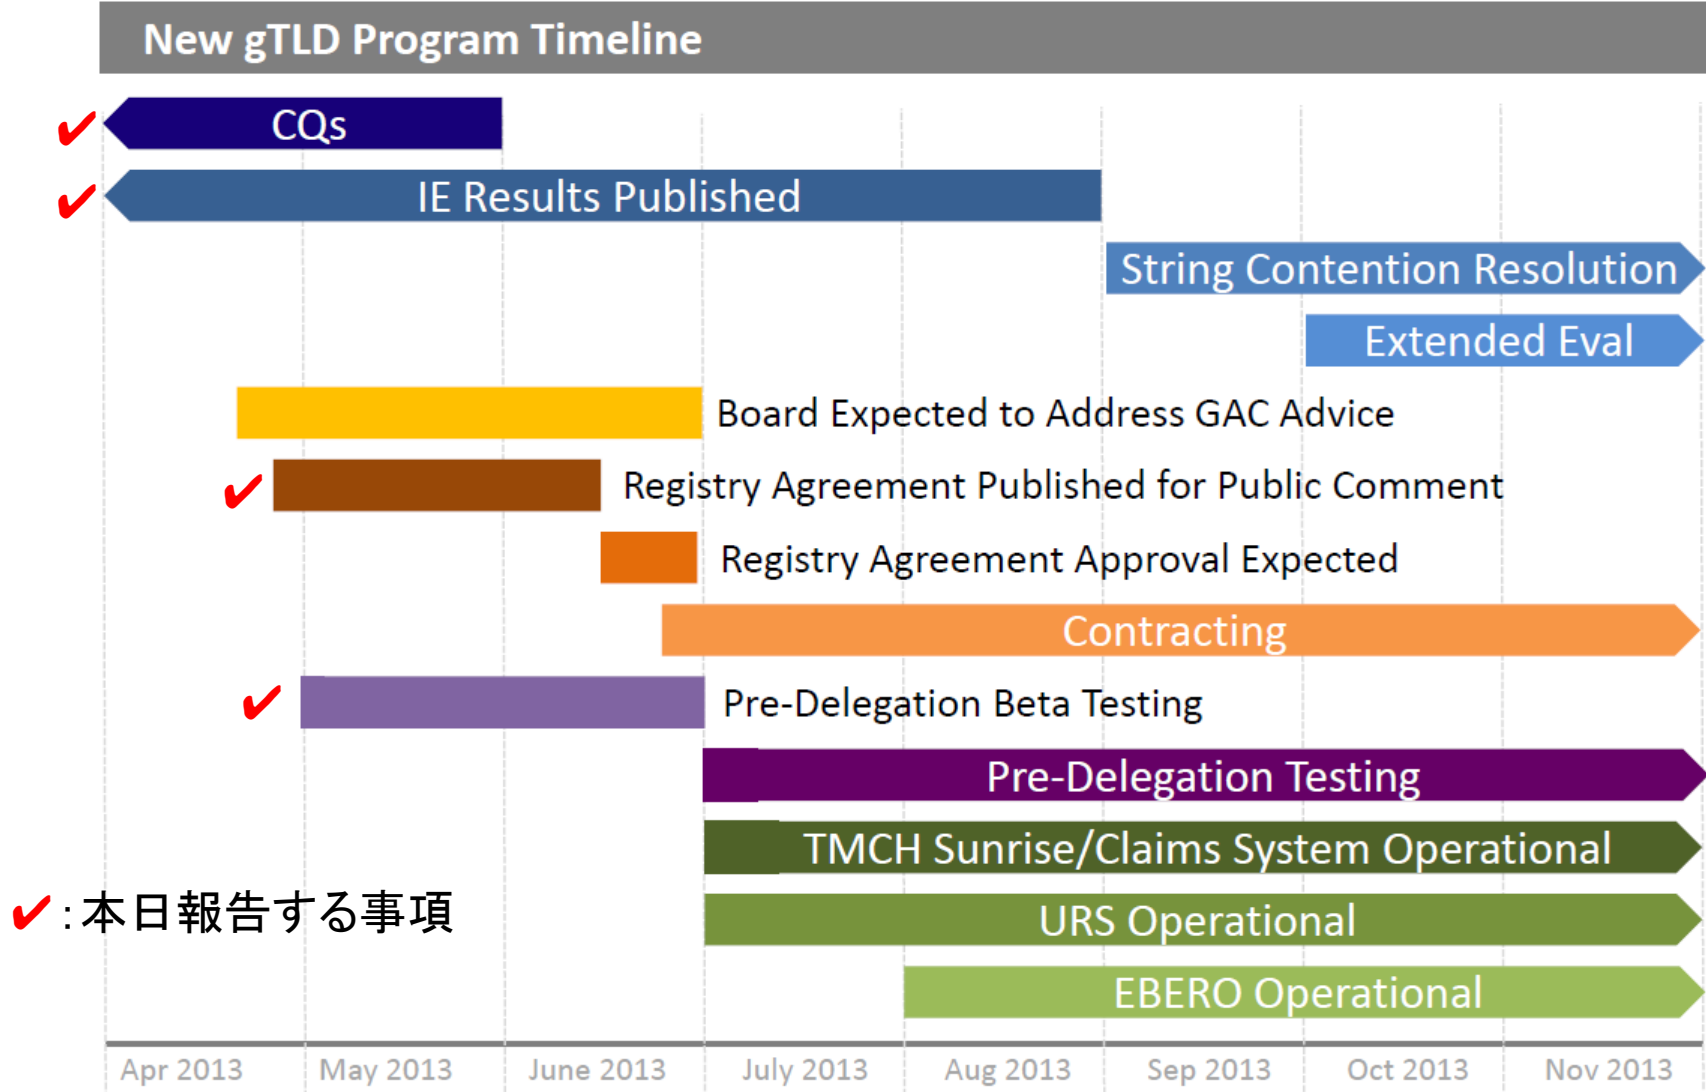 New gTLD Program Timeline
✔ CQs
✔ IE Results Published
String Contention Resolution
Extended Eval
Board Expected to Address GAC Advice
✔ Registry Agreement Published for Public Comment
Registry Agreement Approval Expected
Contracting
✔ Pre-Delegation Beta Testing
Pre-Delegation Testing
TMCH Sunrise/Claims System Operational
✔:本日報告する事項
URS Operational
EBERO Operational
Apr 2013 May 2013 June 2013 July 2013 Aug 2013 Sep 2013 Oct 2013 Nov 2013